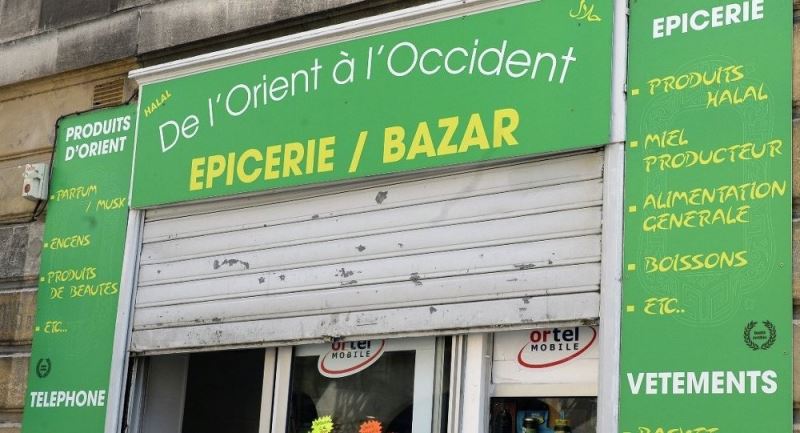 HALAL
De l'Orient à l'Occident
EPICERIE / BAZAR
PRODUITS
D'ORIENT
- PARFUM
/ MUSK
- ENCENS
- PRODUITS
DE BEAUTES
- ETC..
TELEPHONE
EPICERIE
- PRODUITS
HALAL
- MIEL
PRODUCTEUR
- ALIMENTATION
GENERALE
- BOISSONS
- ETC..
VETEMENTS
ortel
MOBILE
ortel
MOBILE